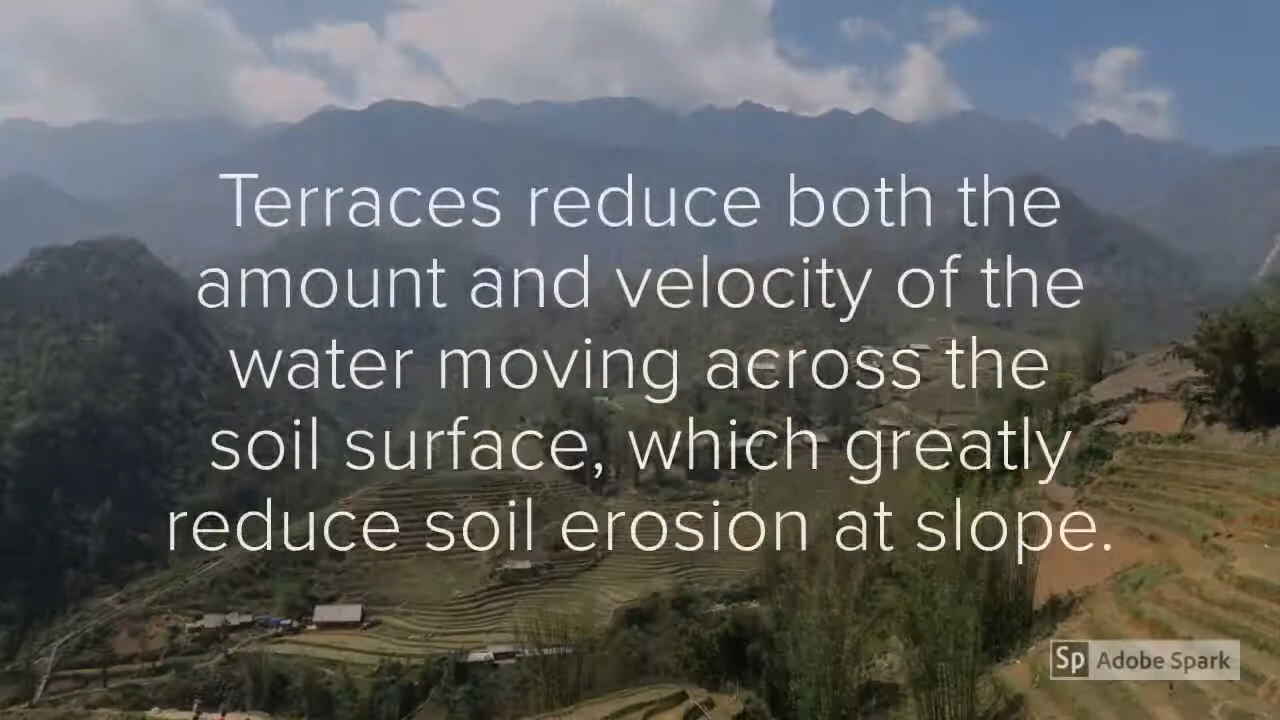 Terraces reduce both the
amount and velocity of the
water moving across the
soil surface, which greatly
reduce soil erosion at slope.
Sp Adobe Spark